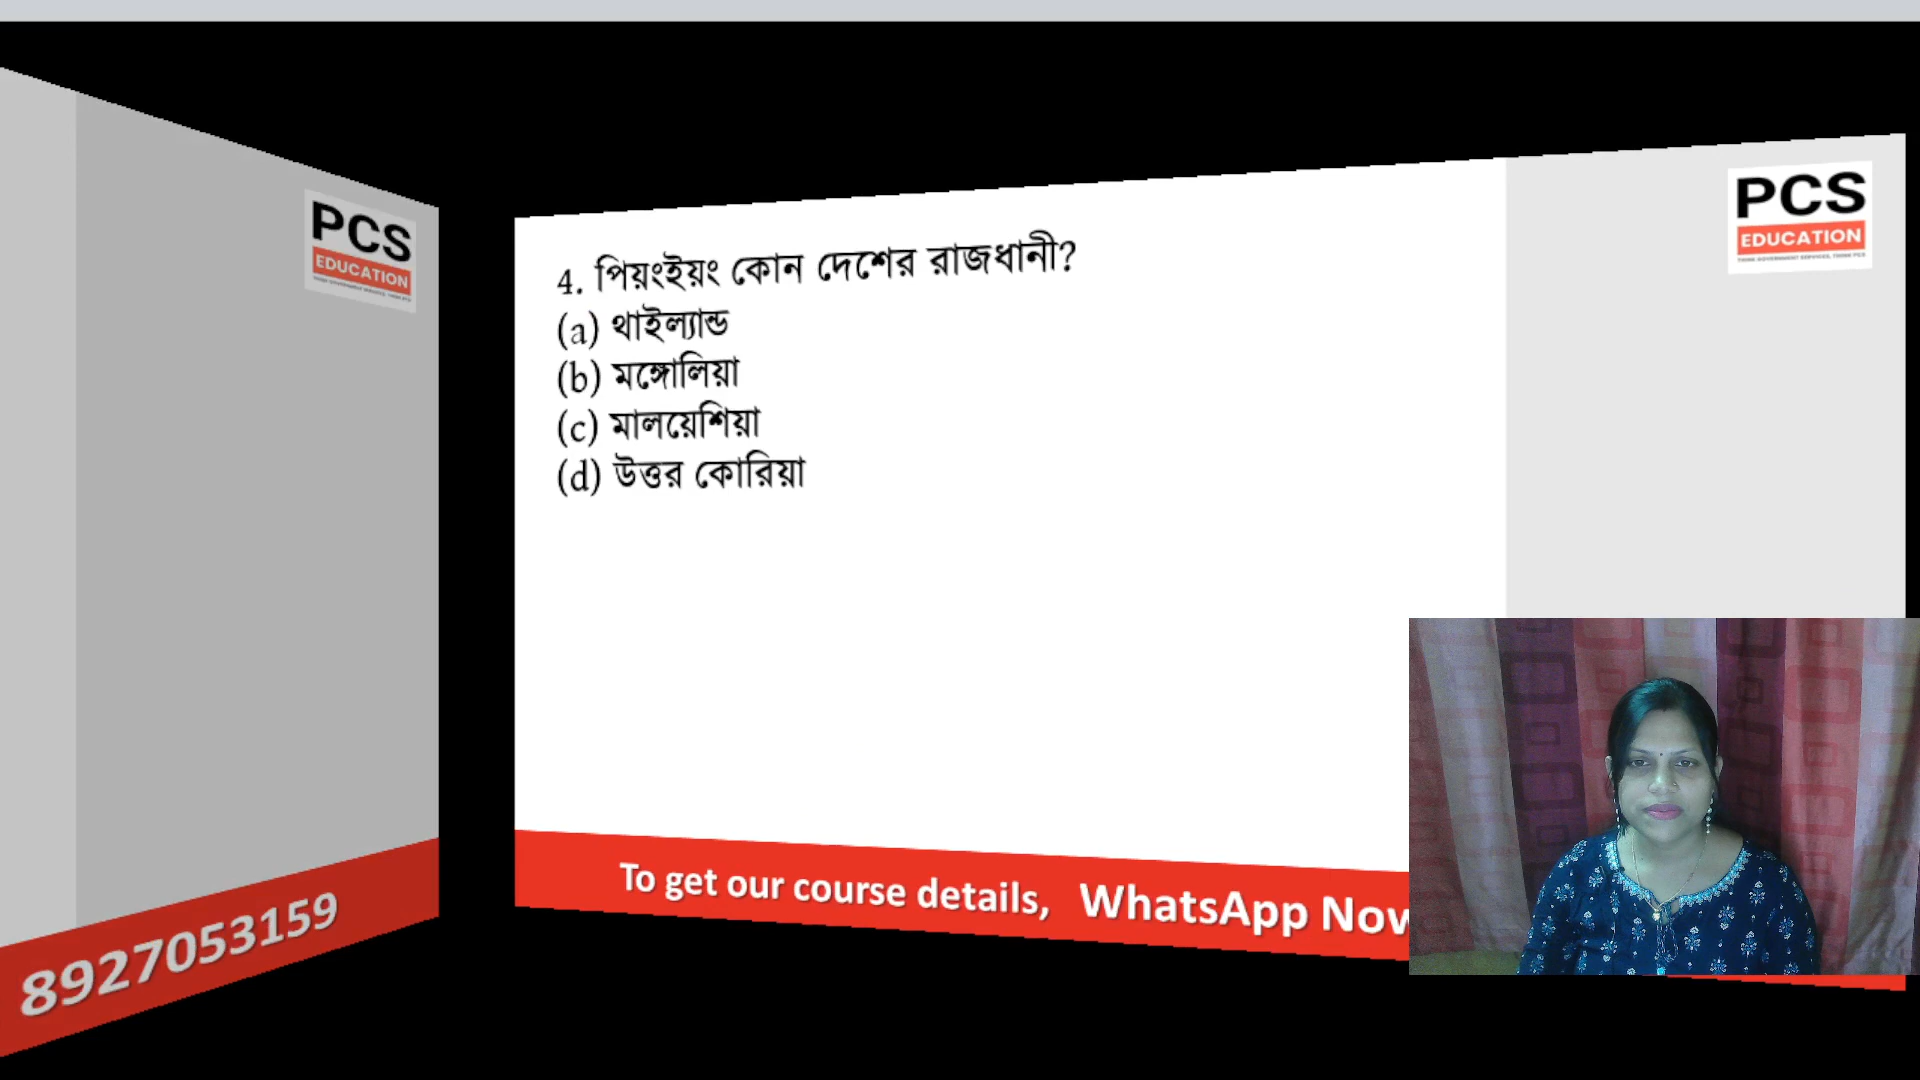 PCS
EDUCATION
8927053159
4. পিয়ংইয়ং কোন দেশের রাজধানী?
(a) থাইল্যান্ড
(b) মঙ্গোলিয়া
(c) মালয়েশিয়া
(d) উত্তর কোরিয়া
PCS
EDUCATION
To get our course details, WhatsApp Now